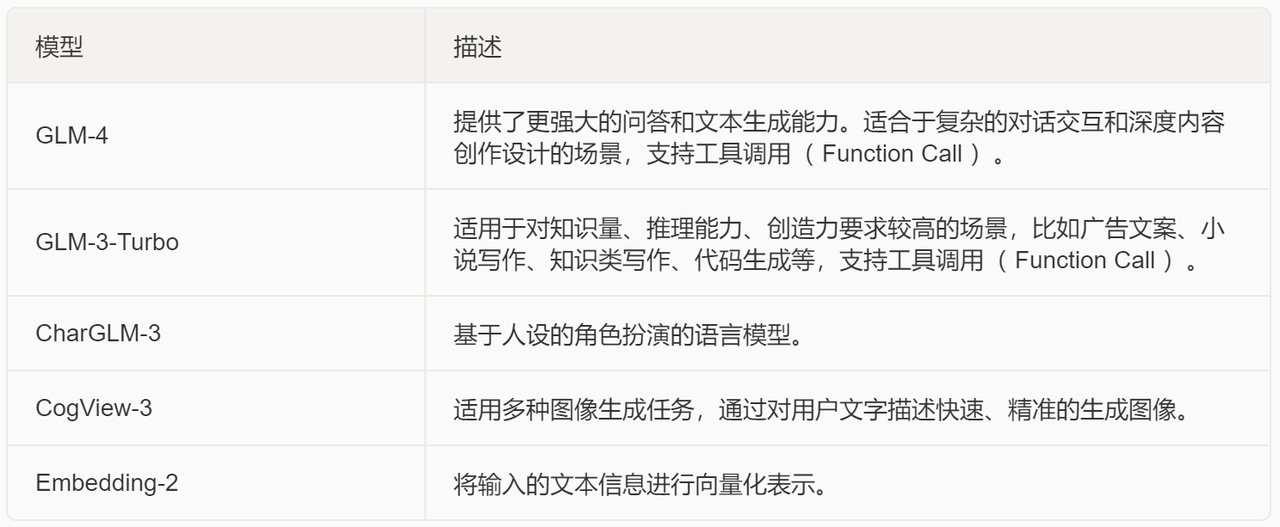 模型
描述
GLM-4
提供了更强大的问答和文本生成能力。适合于复杂的对话交互和深度内容
创作设计的场景，支持工具调用（ Function Call ）。
GLM-3-Turbo
适用于对知识量、推理能力、创造力要求较高的场景，比如广告文案、小
说写作、知识类写作、代码生成等，支持工具调用（ Function Call ）。
CharGLM-3
基于人设的角色扮演的语言模型。
CogView-3
适用多种图像生成任务，通过对用户文字描述快速、精准的生成图像。
Embedding-2
将输入的文本信息进行向量化表示。